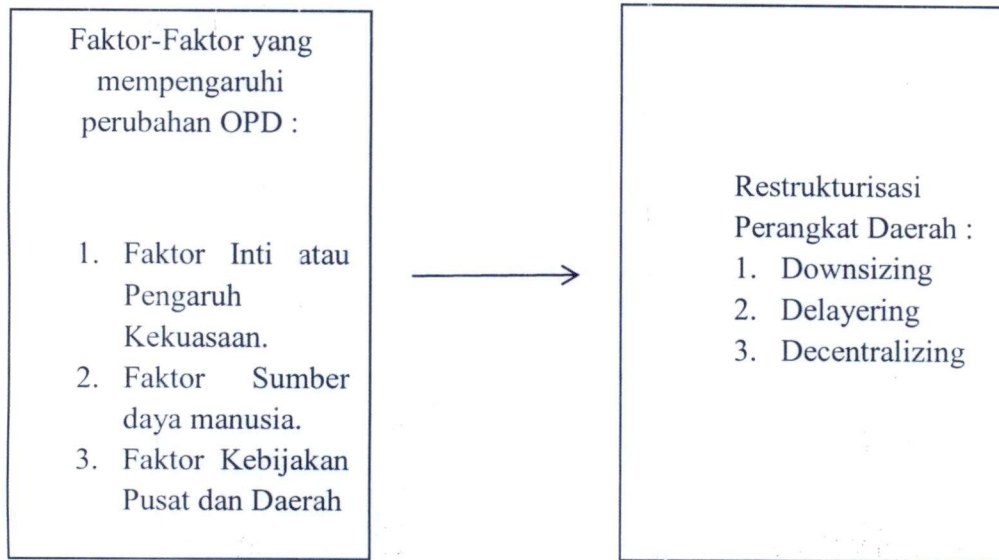 Faktor-Faktor yang
mempengaruhi
perubahan OPD :
1. Faktor Inti atau
Pengaruh
Kekuasaan.
2. Faktor Sumber
daya manusia.
3. Faktor Kebijakan
Pusat dan Daerah
Restrukturisasi
Perangkat Daerah :
1. Downsizing
2. Delayering
3. Decentralizing